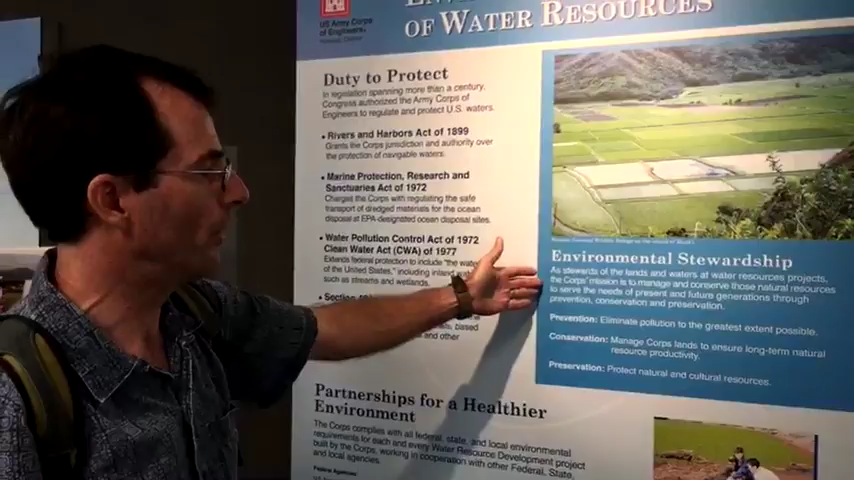 US Army Corps
of Engineers
OF WATER RESOURCES
DUTY TO PROTECT
In legislation spanning more than a century,
Congress authorized the Army Corps of
Engineers to regulate and protect U.S. waters.
• Rivers and Harbors Act of 1899
Grants the Corps jurisdiction and authority over
the protection of navigable waters.
• Marine Protection, Research and
Sanctuaries Act of 1972
Charges the Corps with regulating the safe
transport of dredged materials for the ocean
disposal at EPA-designated ocean disposal sites.
• Water Pollution Control Act of 1972
Clean Water Act (CWA) of 1977
Extends federal protection to include "the
of the United States," including inland
such as streams and wetlands.
• Section
and other
ENVIRONMENTAL STEWARDSHIP
As stewards of the lands and waters at water resources projects,
the Corps' mission is to manage and conserve those natural resources
to serve the needs of present and future generations through
prevention, conservation and preservation.
Prevention: Eliminate pollution to the greatest extent possible.
Conservation: Manage Corps lands to ensure long-term natural
resource productivity.
Preservation: Protect natural and cultural resources.
PARTNERSHIPS FOR A HEALTHIER
ENVIRONMENT
The Corps complies with all federal, state, and local environmental
requirements for each and every Water Resources Development project
built by the Corps, working in cooperation with other Federal, State,
and local agencies.
Federal Agencies: